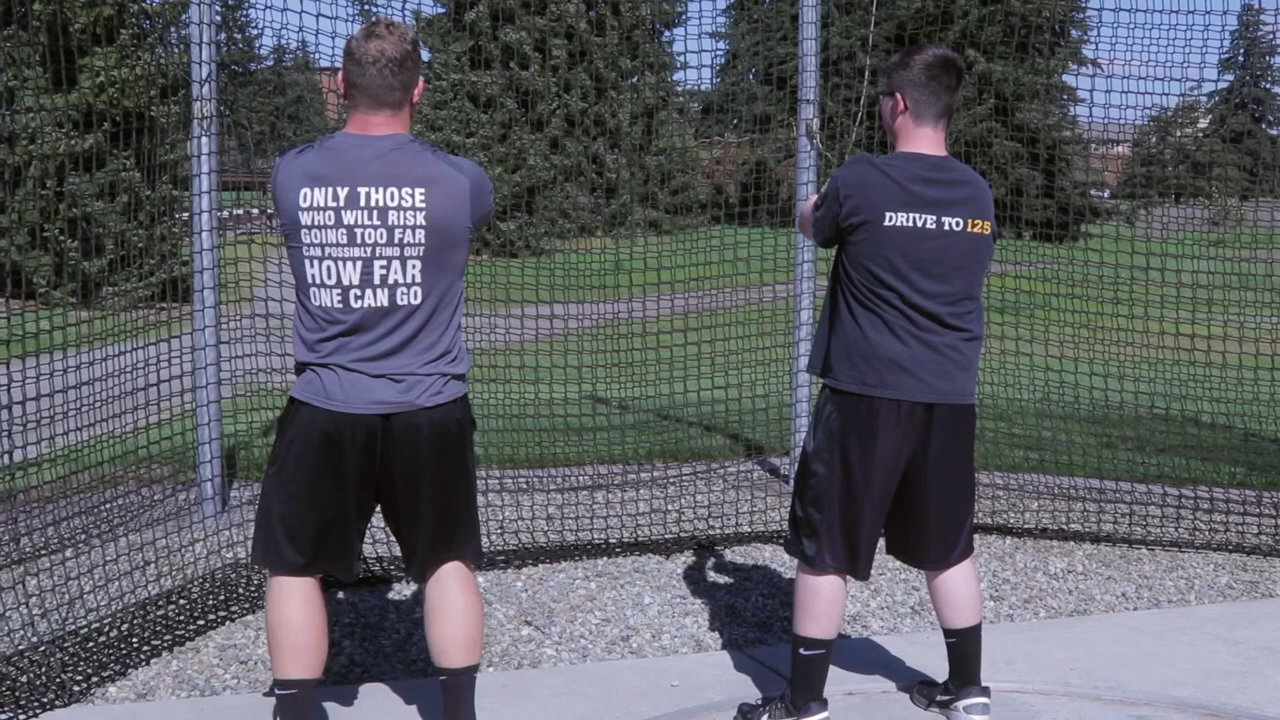 ONLY THOSE
WHO WILL RISK
GOING TOO FAR
CAN POSSIBLY FIND OUT
HOW FAR
ONE CAN GO
DRIVE TO 125